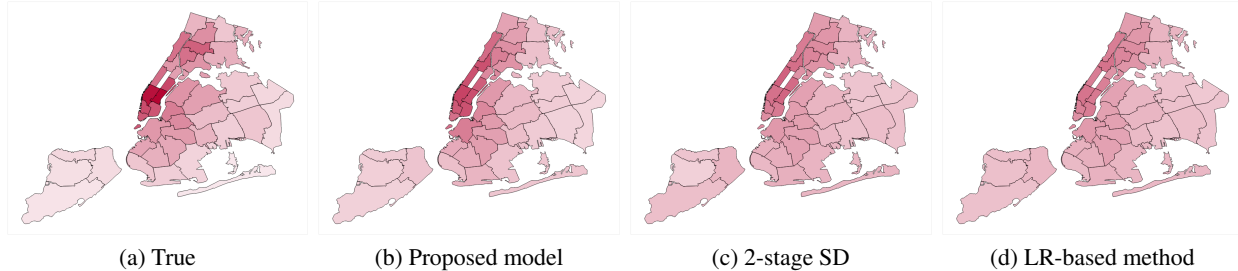 (a) True
(b) Proposed model
(c) 2-stage SD
(d) LR-based method